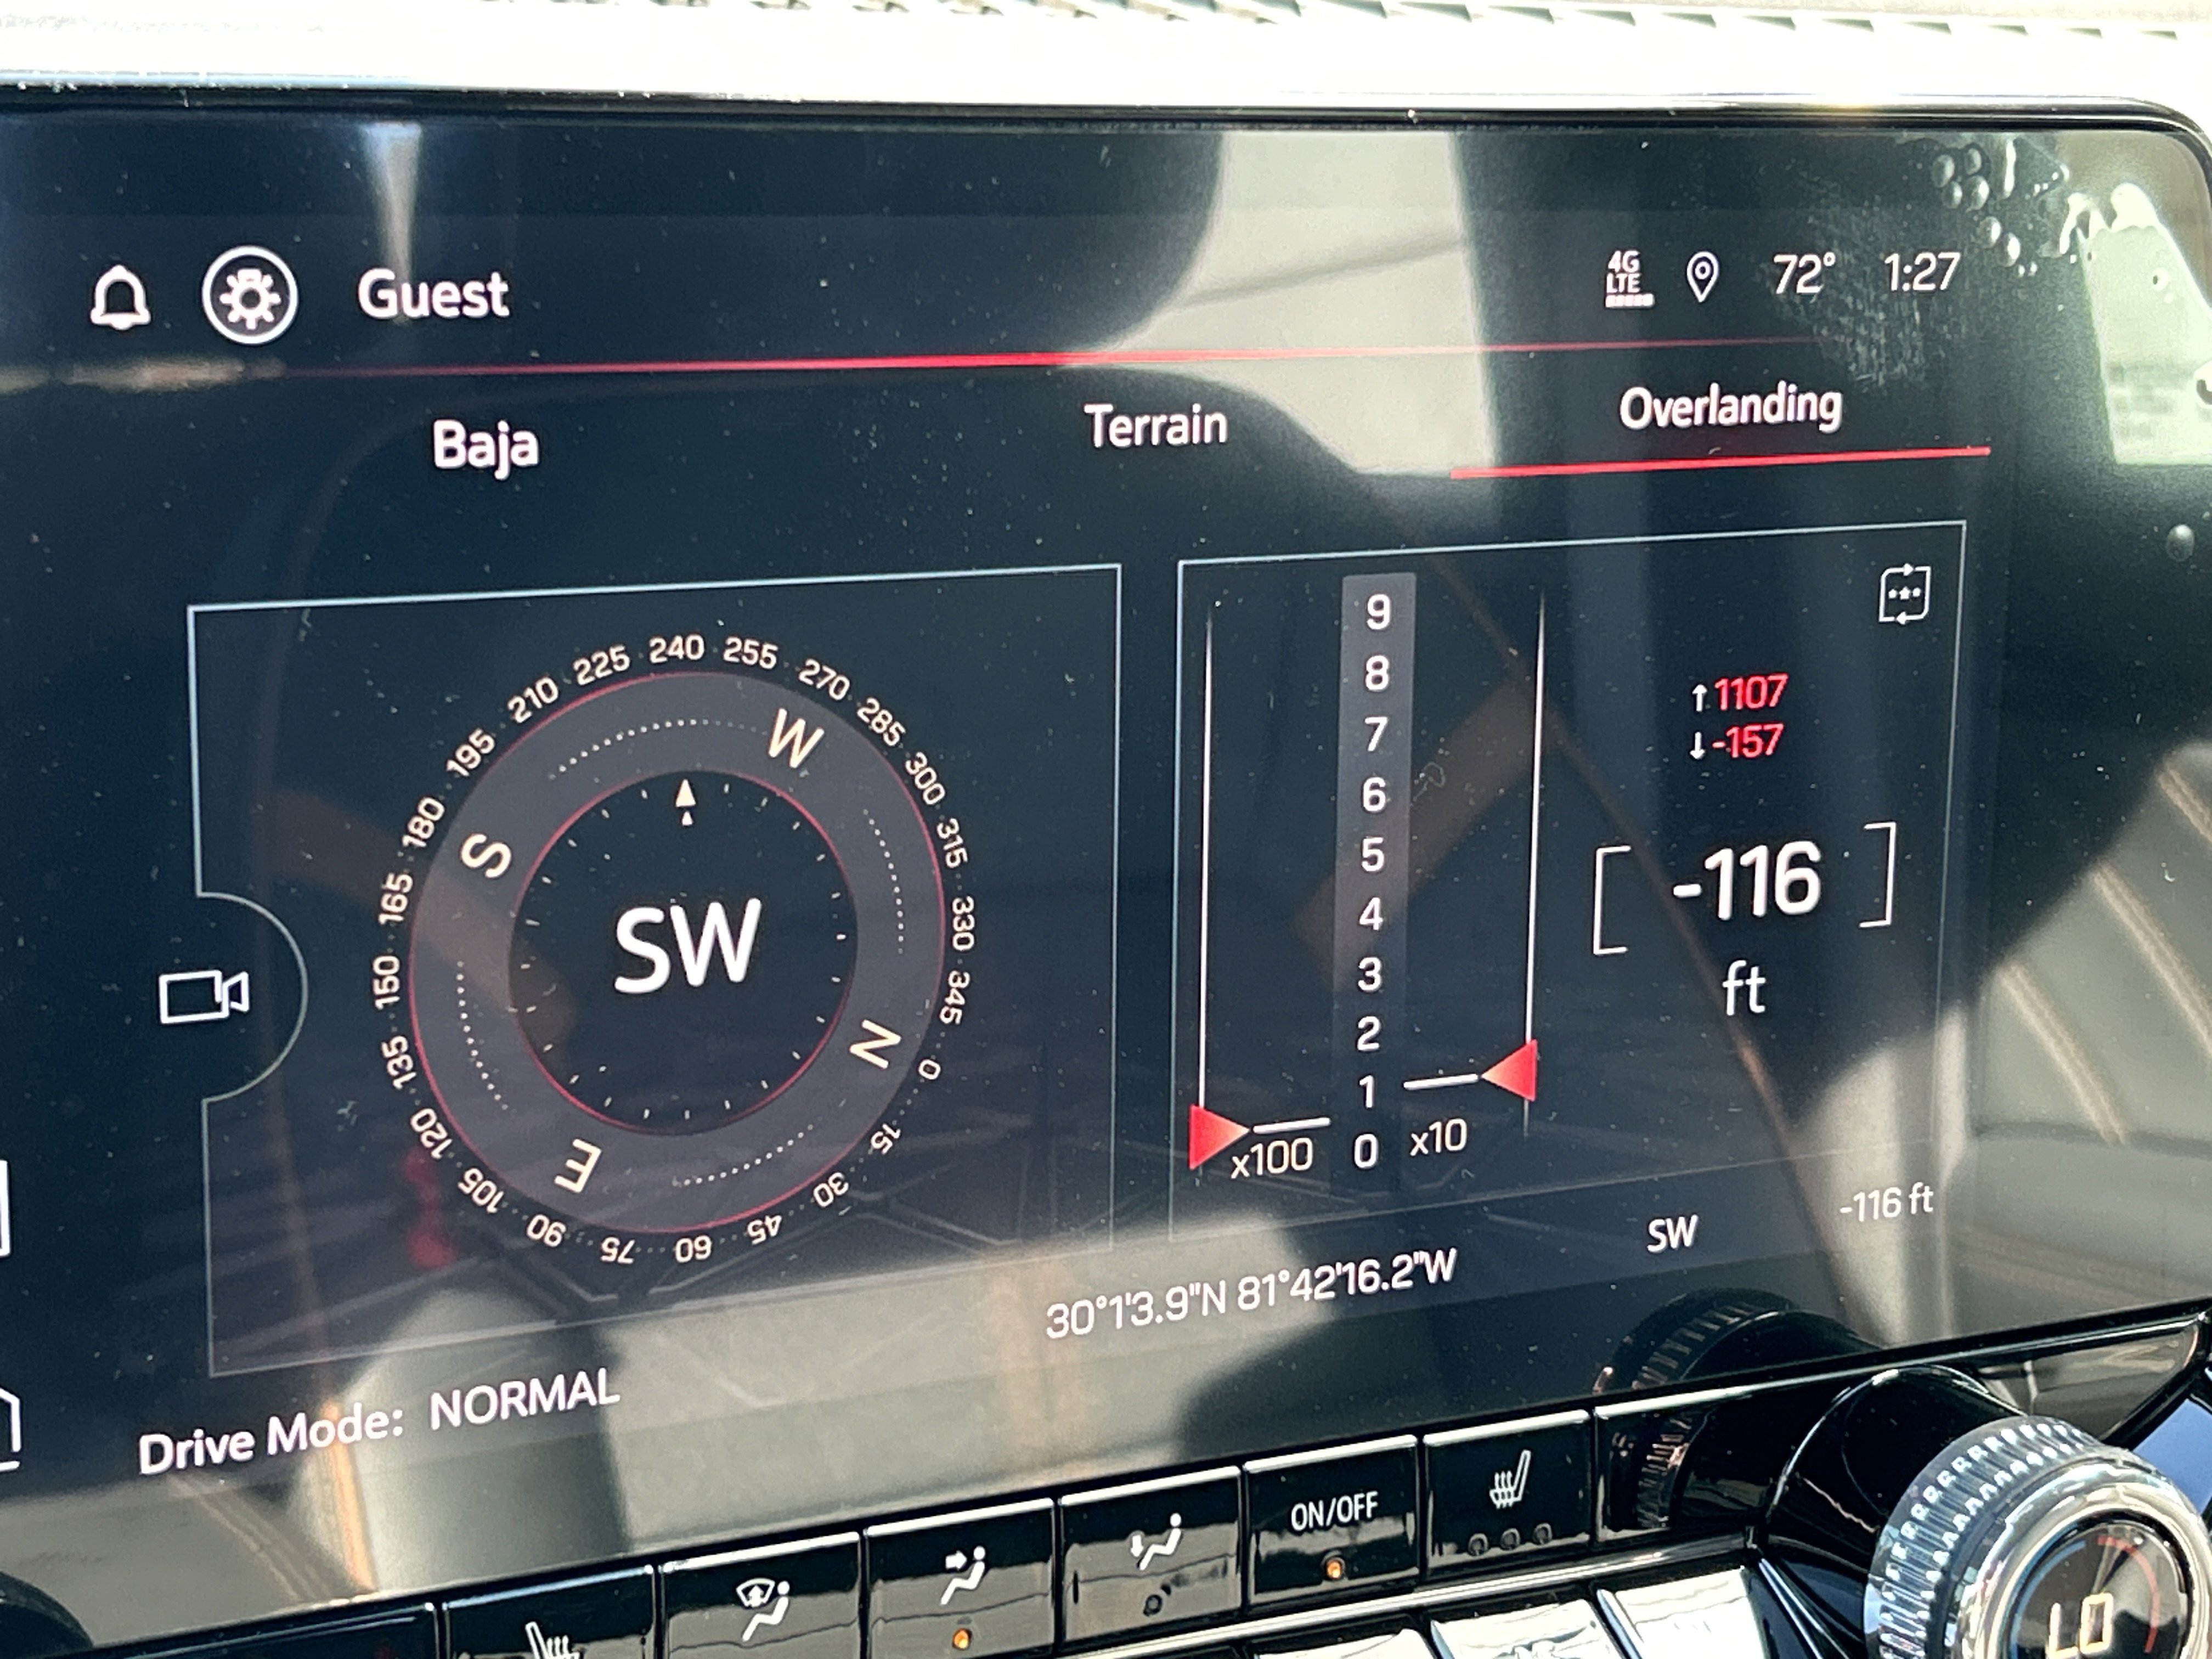 Guest
4G
LTE
72° 1:27
Baja
Terrain
Overlanding
240 255 270 285 300 315 330 345 0 15 30 45 60 75 90 105 120 135 150 165 180 195 210 225
W
N
E
S
SW
9
8
7
6
5
4
3
2
1
x100 0 x10
↑1107
↓-157
[-116]
ft
30°1'3.9"N 81°42'16.2"W
SW
-116 ft
Drive Mode: NORMAL
ON/OFF
LO